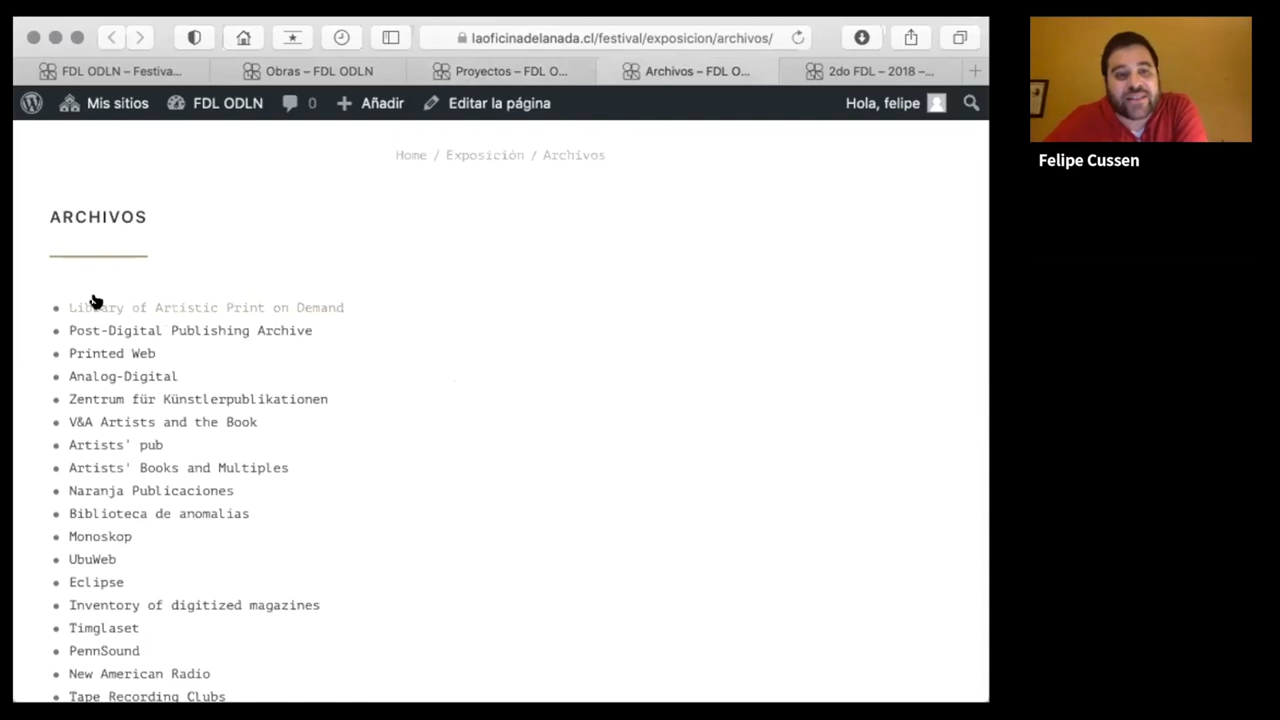 laoficinadelanada.cl/festival/exposicion/archivos/
FDL ODLN – Festiva...
Obras – FDL ODLN
Proyectos – FDL O...
Archivos – FDL O...
2do FDL – 2018 –...
Mis sitios
FDL ODLN
0
Añadir
Editar la página
Hola, felipe
Felipe Cussen
Home / Exposición / Archivos
ARCHIVOS
Library of Artistic Print on Demand
Post-Digital Publishing Archive
Printed Web
Analog-Digital
Zentrum für Künstlerpublikationen
V&A Artists and the Book
Artists' pub
Artists' Books and Multiples
Naranja Publicaciones
Biblioteca de anomalías
Monoskop
UbuWeb
Eclipse
Inventory of digitized magazines
Timglaset
PennSound
New American Radio
Tape Recording Clubs